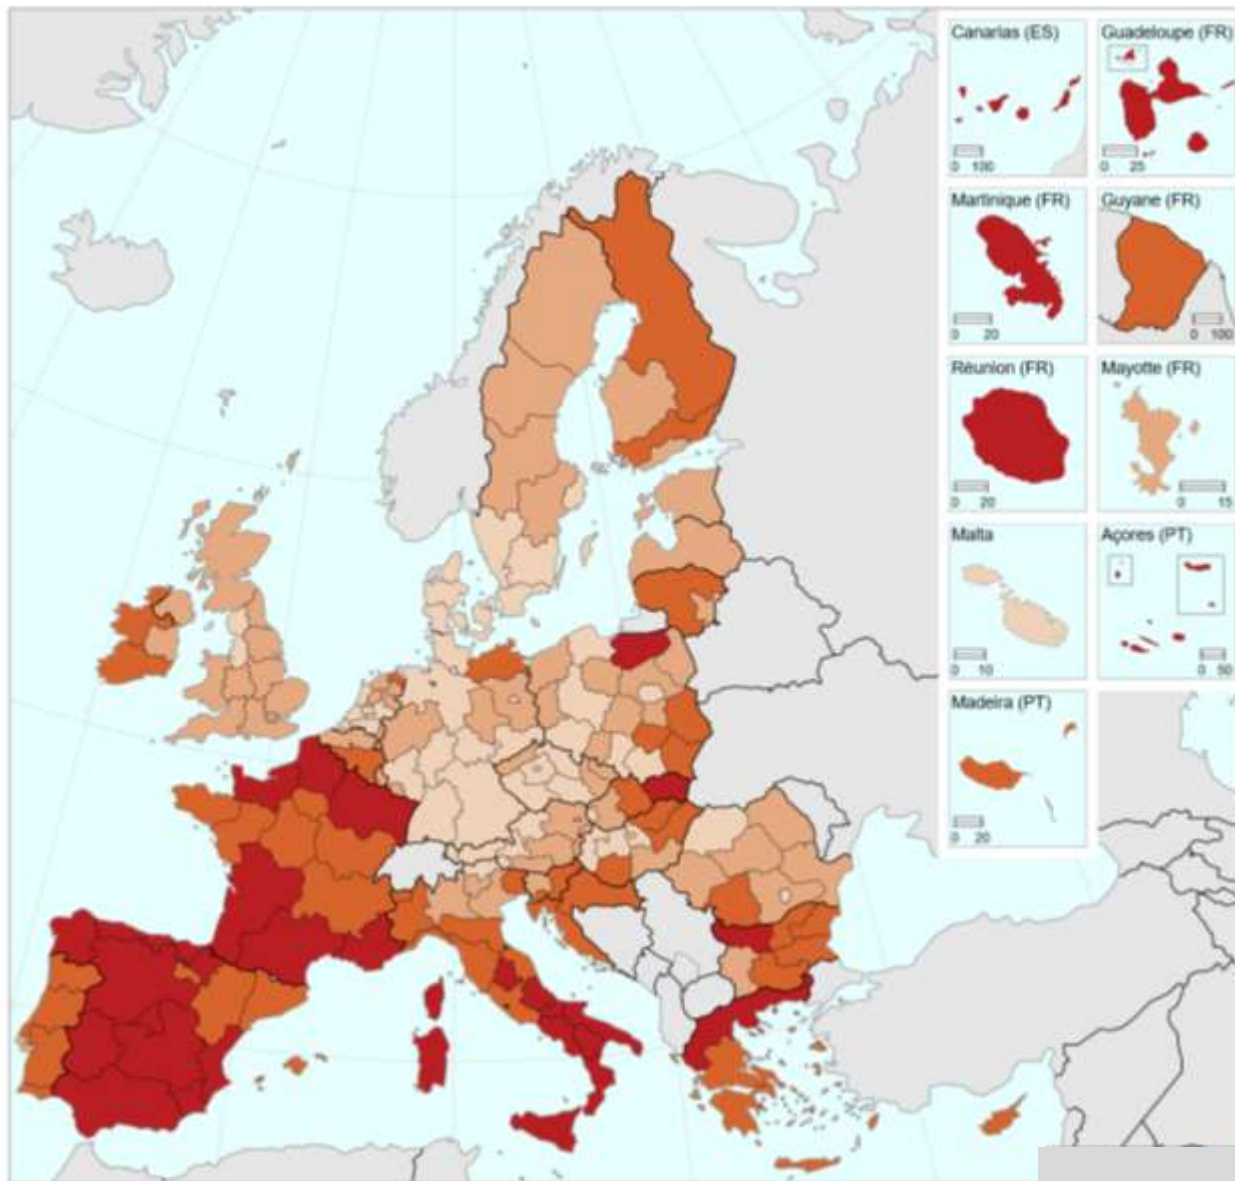 Canarias (ES)
0 100
Guadeloupe (FR)
0 25
Martinique (FR)
0 20
Guyane (FR)
0 100
Réunion (FR)
0 20
Mayotte (FR)
0 15
Malta
0 10
Açores (PT)
0 50
Madeira (PT)
0 20